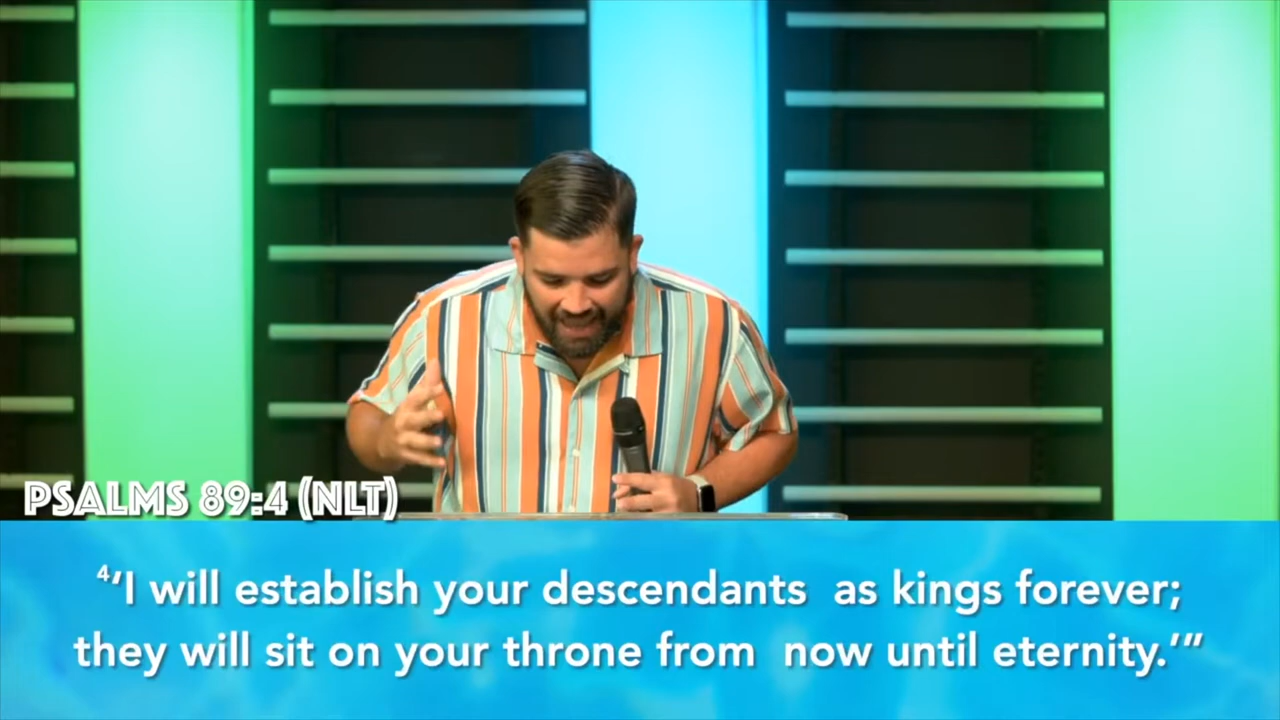 PSALMS 89:4 (NLT)
⁴‘I will establish your descendants as kings forever;
they will sit on your throne from now until eternity.’”